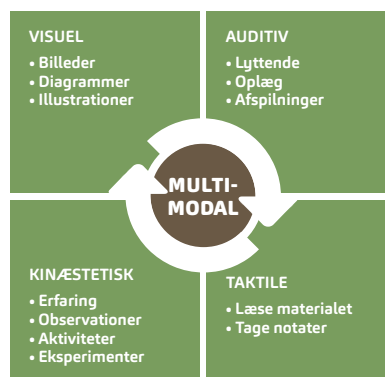 VISUEL
• Billeder
• Diagrammer
• Illustrationer
AUDITIV
• Lyttende
• Oplæg
• Afspilninger
MULTI-
MODAL
KINÆSTETISK
• Erfaring
• Observationer
• Aktiviteter
• Eksperimenter
TAKTILE
• Læse materialet
• Tage notater